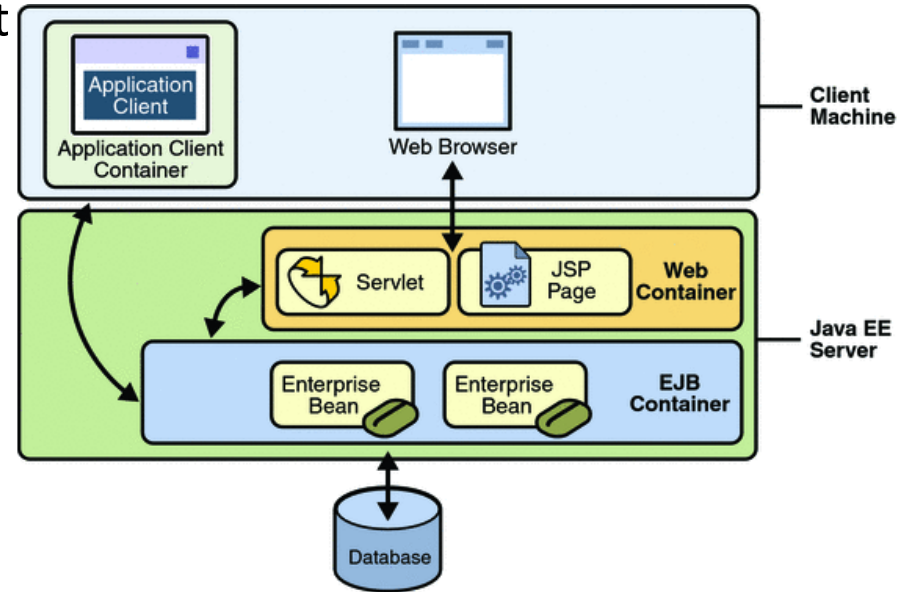 t
Application
Client
Application Client
Container
Web Browser
Client
Machine
Servlet
JSP
Page
Web
Container
Java EE
Server
Enterprise
Bean
Enterprise
Bean
EJB
Container
Database